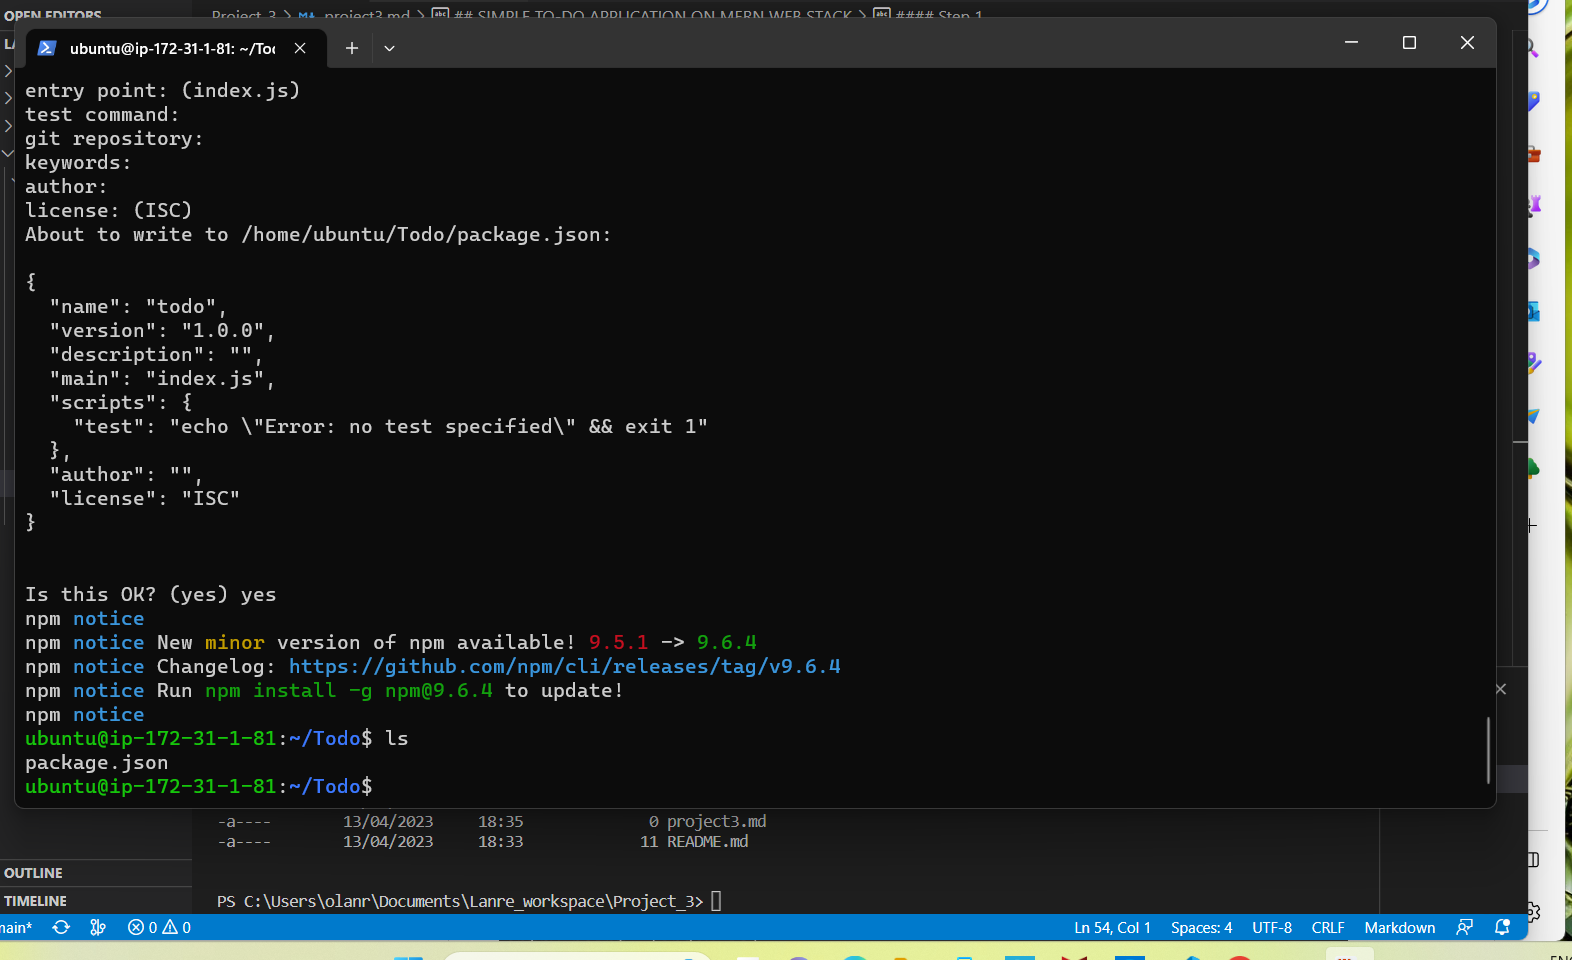 OPEN EDITORS
Project_3 > project3.md > ## SIMPLE TO-DO APPLICATION ON MERN WEB STACK > #### Step 1
ubuntu@ip-172-31-1-81: ~/Too
entry point: (index.js)
test command:
git repository:
keywords:
author:
license: (ISC)
About to write to /home/ubuntu/Todo/package.json:
{
"name": "todo",
"version": "1.0.0",
"description": "",
"main": "index.js",
"scripts": {
"test": "echo \"Error: no test specified\" && exit 1"
},
"author": "",
"license": "ISC"
}
Is this OK? (yes) yes
npm notice
npm notice New minor version of npm available! 9.5.1 -> 9.6.4
npm notice Changelog: https://github.com/npm/cli/releases/tag/v9.6.4
npm notice Run npm install -g npm@9.6.4 to update!
npm notice
ubuntu@ip-172-31-1-81:~/Todo$ ls
package.json
ubuntu@ip-172-31-1-81:~/Todo$
-a---- 13/04/2023 18:35 0 project3.md
-a---- 13/04/2023 18:33 11 README.md
OUTLINE
TIMELINE
PS C:\Users\olanr\Documents\Lanre_workspace\Project_3>
main* 0 0 Ln 54, Col 1 Spaces: 4 UTF-8 CRLF Markdown